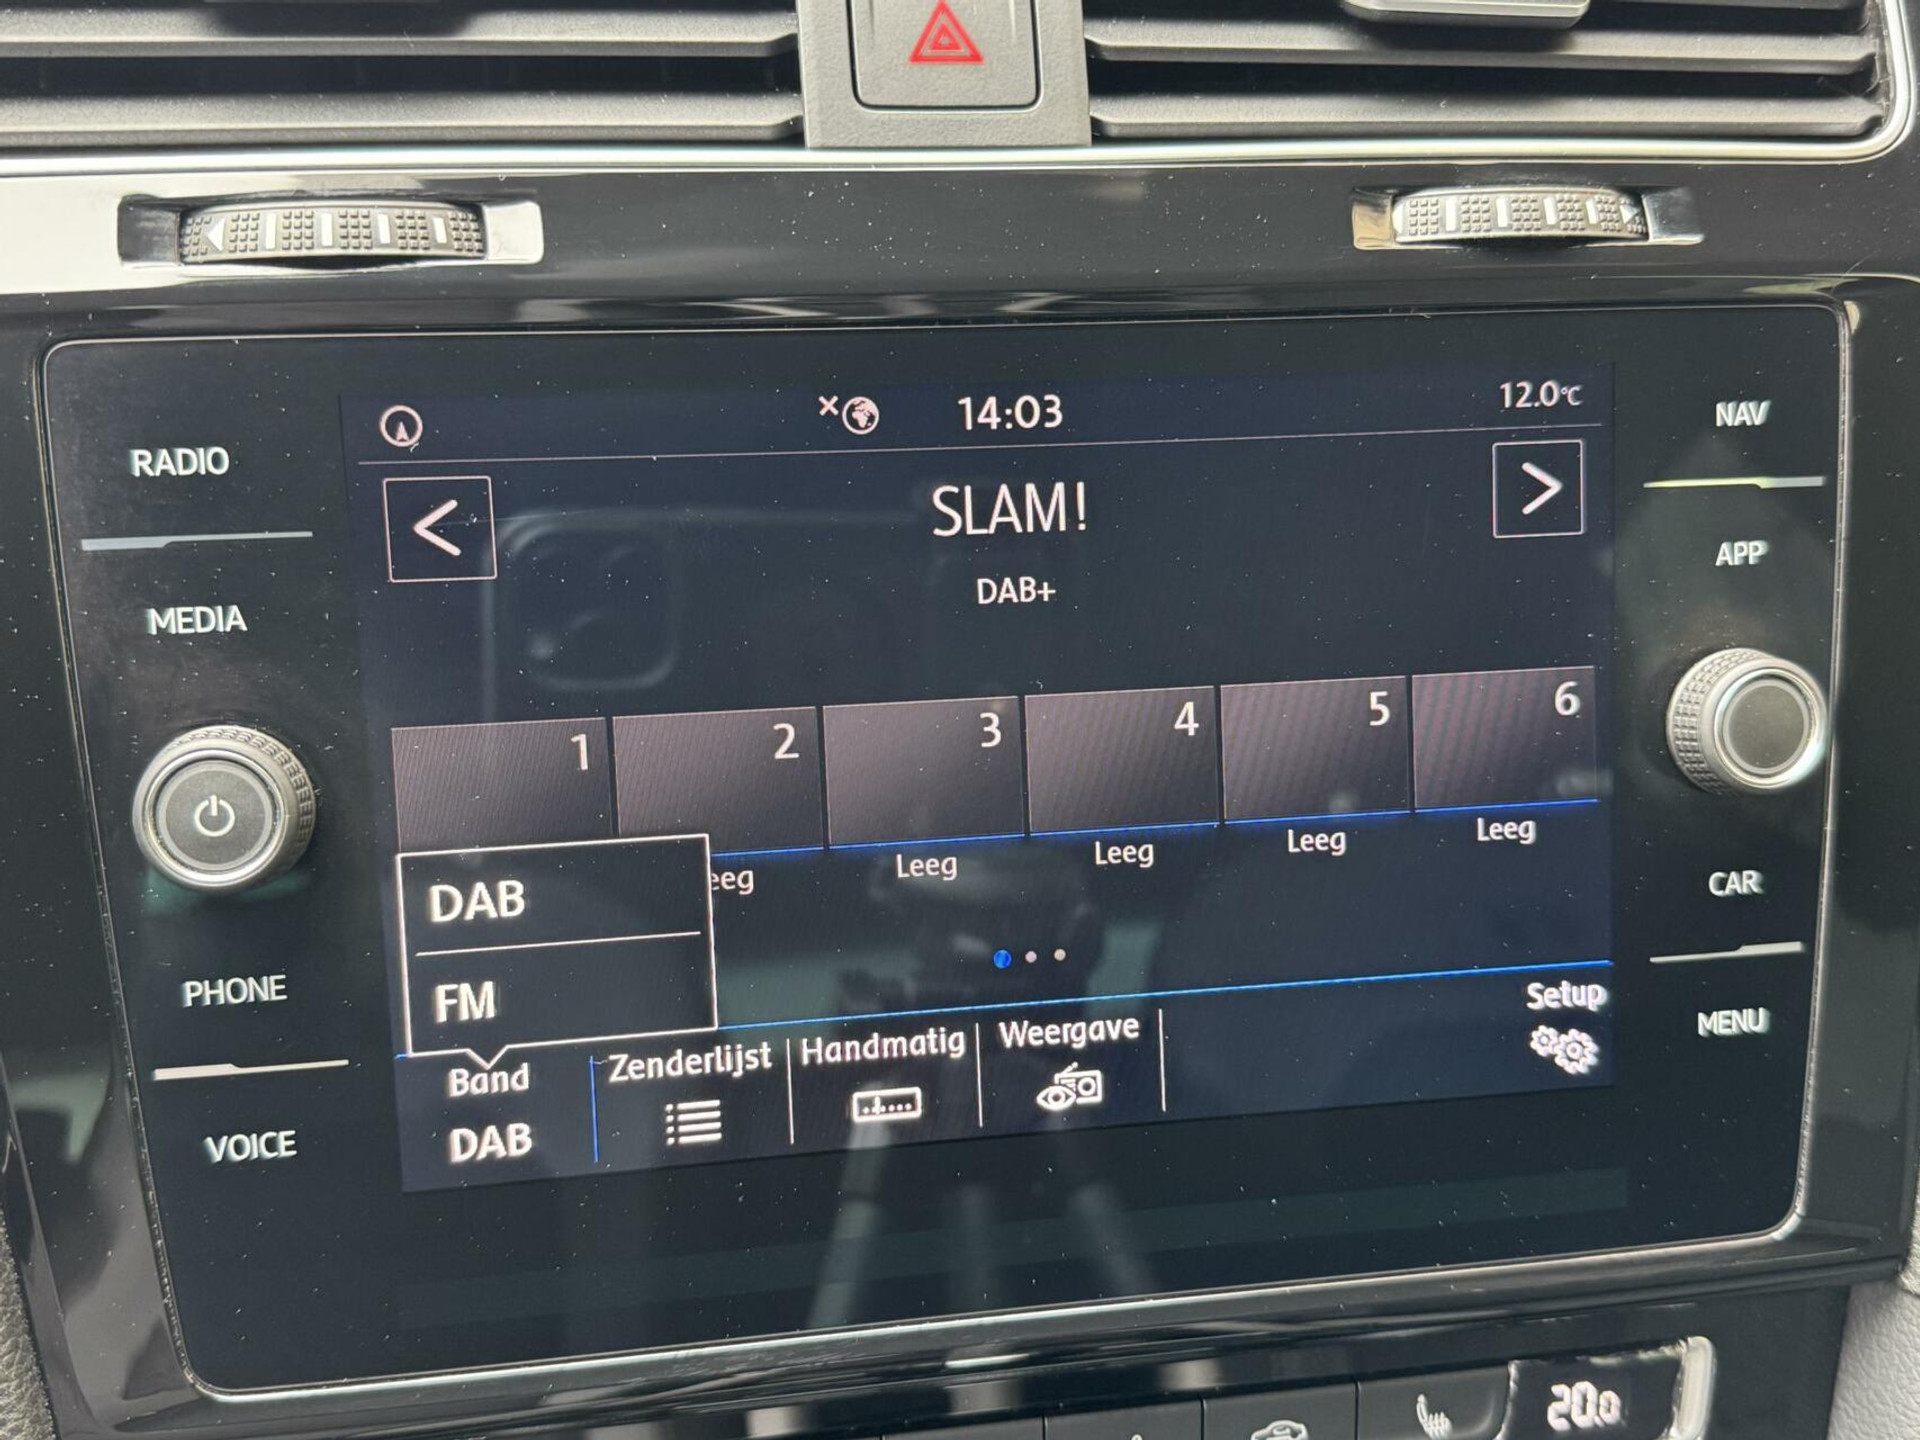 14:03
12.0°C
RADIO
NAV
SLAM!
DAB+
APP
MEDIA
1 2 3 4 5 6
Leeg Leeg Leeg Leeg
DAB
CAR
FM
PHONE
Setup
MENU
Band Zenderlijst Handmatig Weergave
DAB
VOICE
20.0